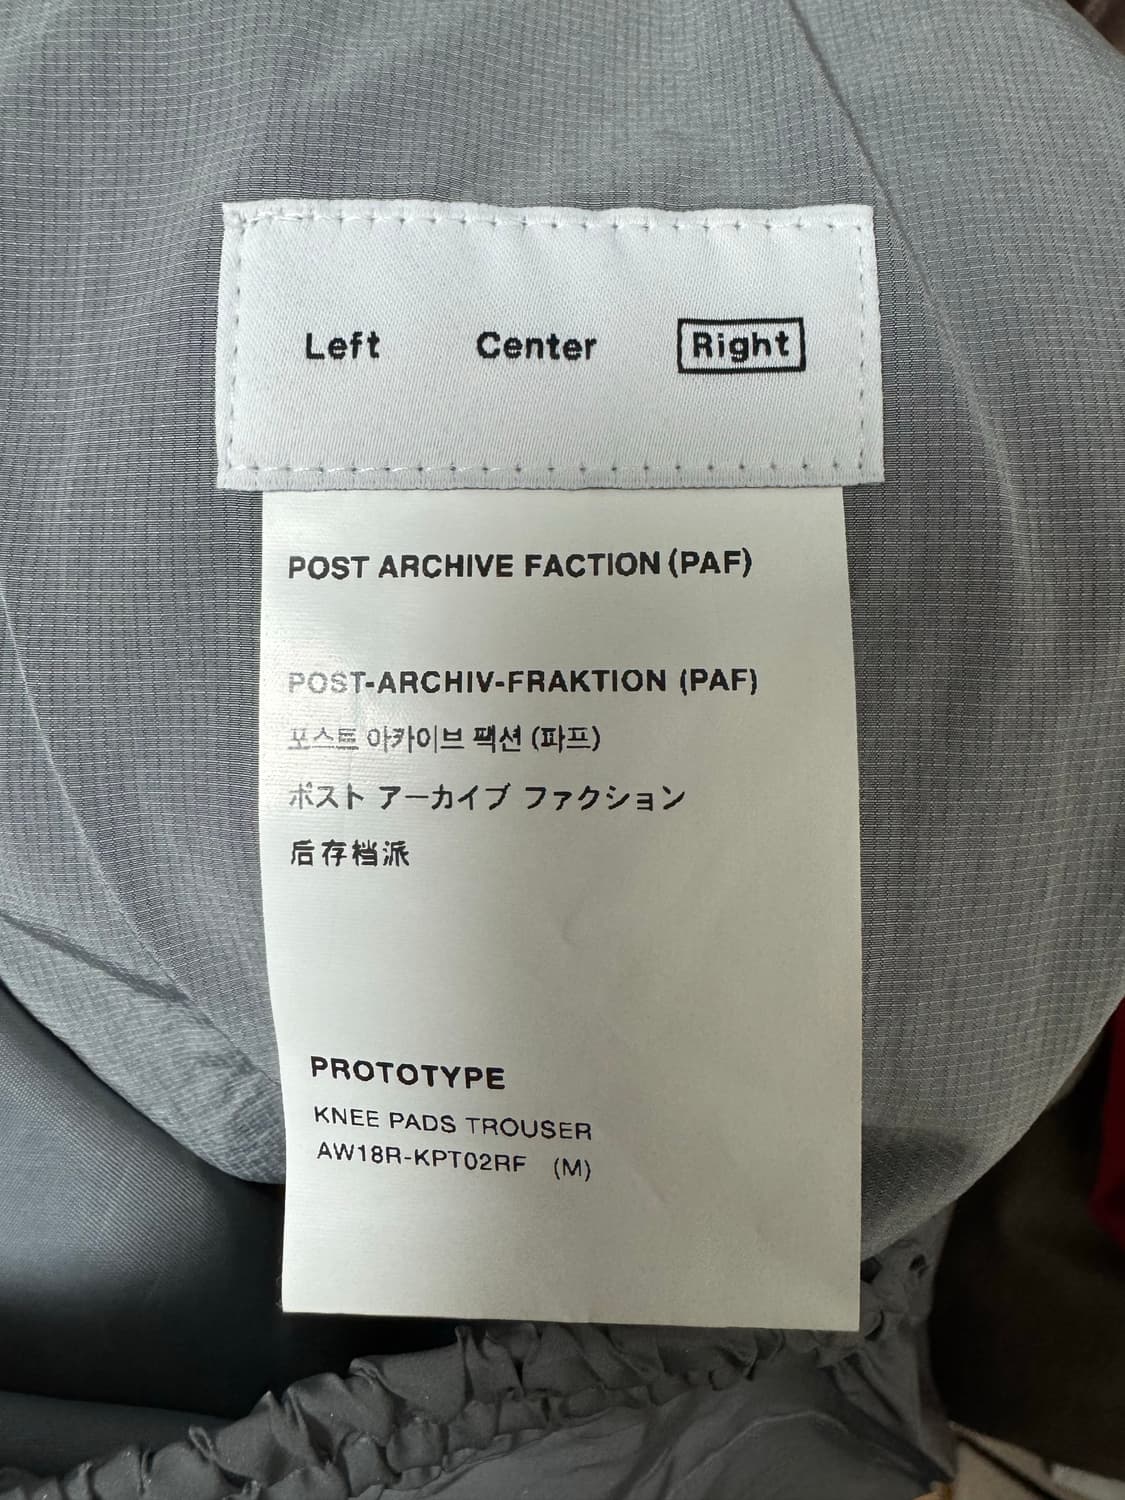 Left Center Right
POST ARCHIVE FACTION (PAF)
POST-ARCHIV-FRAKTION (PAF)
포스트 아카이브 팩션 (파프)
ポスト アーカイブ ファクション
后存档派
PROTOTYPE
KNEE PADS TROUSER
AW18R-KPT02RF (M)